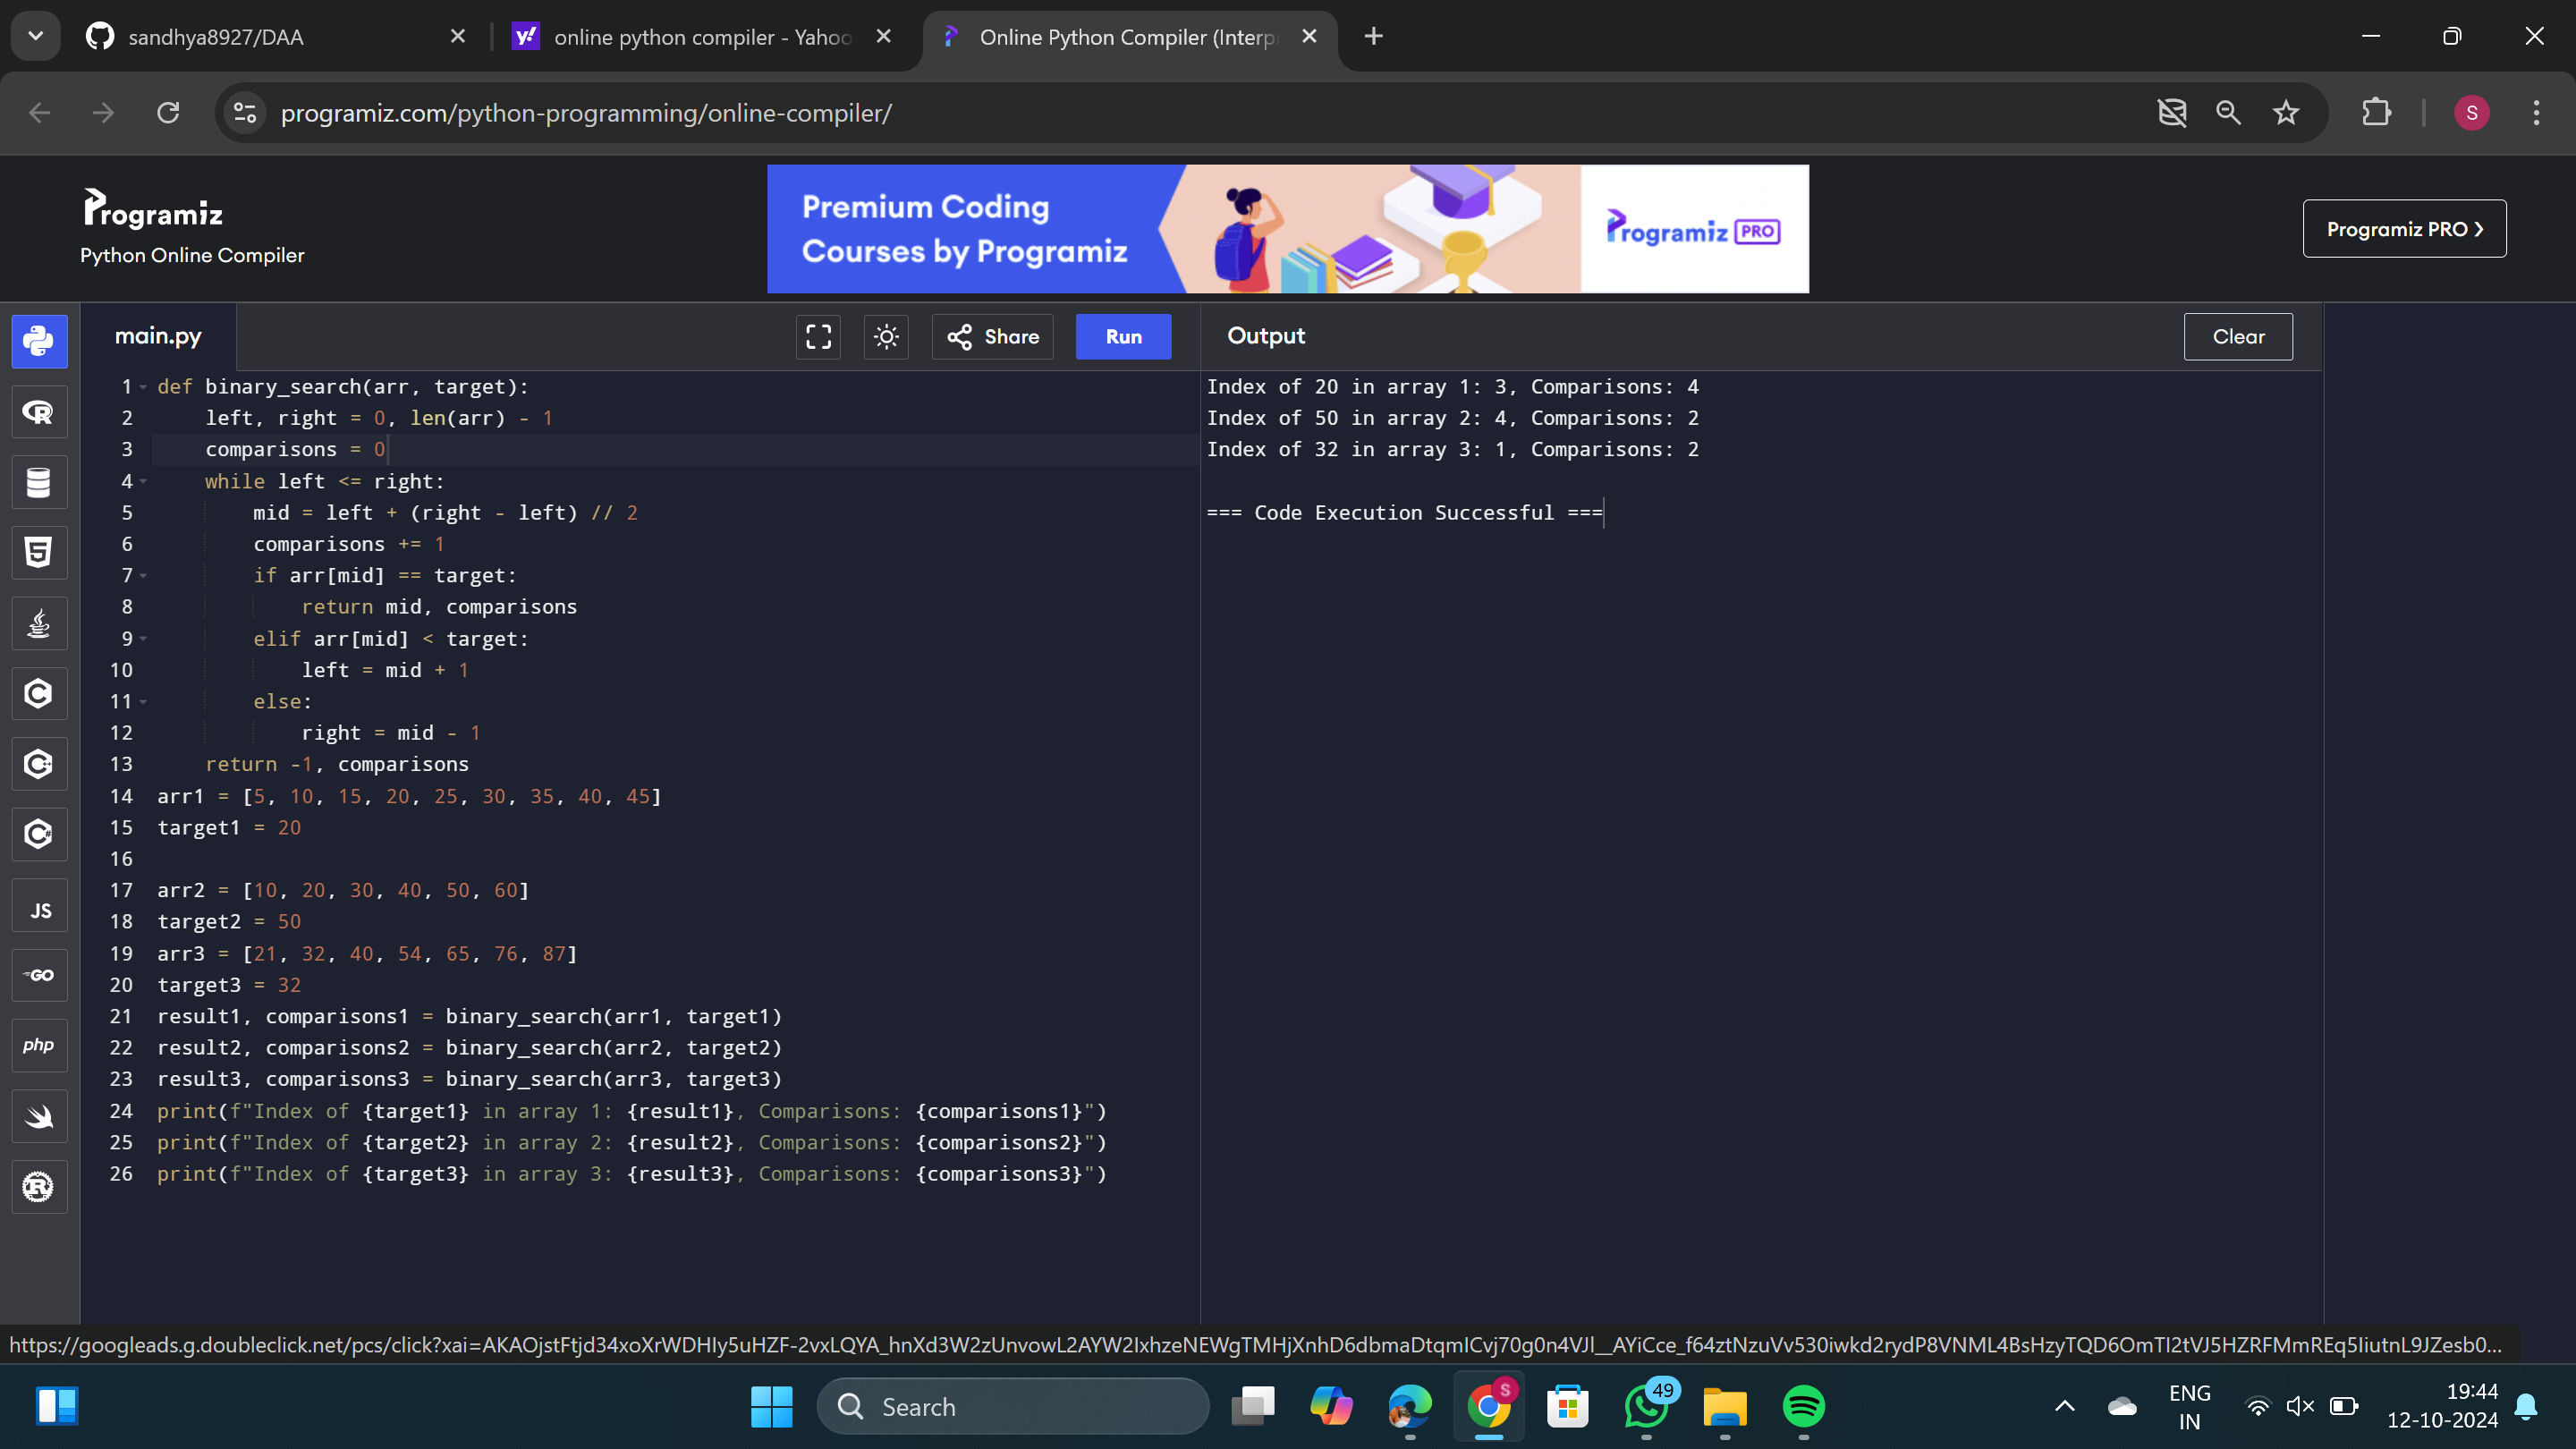 sandhya8927/DAA
online python compiler - Yahoo
Online Python Compiler (Interp
programiz.com/python-programming/online-compiler/
S
Programiz
Python Online Compiler
Premium Coding
Courses by Programiz
Programiz PRO
Programiz PRO ›
main.py
Share
Run
Output
Clear
1 def binary_search(arr, target):
2     left, right = 0, len(arr) - 1
3     comparisons = 0
4     while left <= right:
5         mid = left + (right - left) // 2
6         comparisons += 1
7         if arr[mid] == target:
8             return mid, comparisons
9         elif arr[mid] < target:
10             left = mid + 1
11         else:
12             right = mid - 1
13     return -1, comparisons
14 arr1 = [5, 10, 15, 20, 25, 30, 35, 40, 45]
15 target1 = 20
16
17 arr2 = [10, 20, 30, 40, 50, 60]
18 target2 = 50
19 arr3 = [21, 32, 40, 54, 65, 76, 87]
20 target3 = 32
21 result1, comparisons1 = binary_search(arr1, target1)
22 result2, comparisons2 = binary_search(arr2, target2)
23 result3, comparisons3 = binary_search(arr3, target3)
24 print(f"Index of {target1} in array 1: {result1}, Comparisons: {comparisons1}")
25 print(f"Index of {target2} in array 2: {result2}, Comparisons: {comparisons2}")
26 print(f"Index of {target3} in array 3: {result3}, Comparisons: {comparisons3}")
Index of 20 in array 1: 3, Comparisons: 4
Index of 50 in array 2: 4, Comparisons: 2
Index of 32 in array 3: 1, Comparisons: 2
=== Code Execution Successful ===
JS
GO
php
Search
S
49
ENG
IN
19:44
12-10-2024